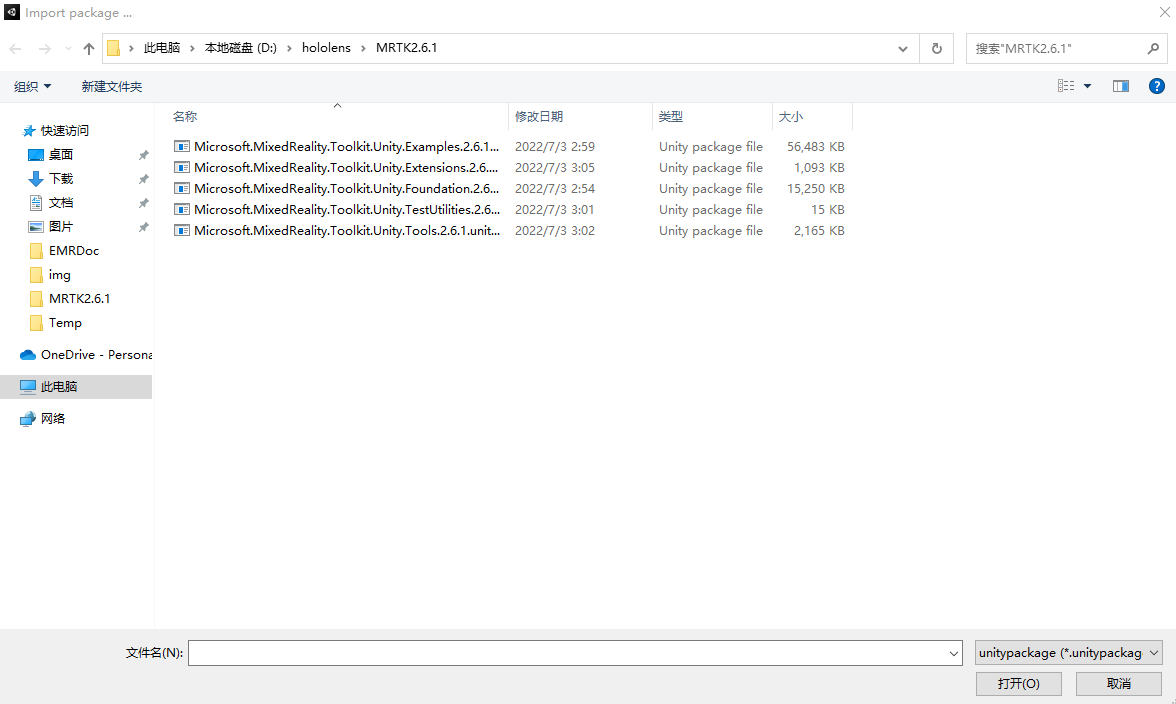 Import package ...
此电脑 › 本地磁盘 (D:) › hololens › MRTK2.6.1
搜索"MRTK2.6.1"
组织 新建文件夹
名称 修改日期 类型 大小
Microsoft.MixedReality.Toolkit.Unity.Examples.2.6.1... 2022/7/3 2:59 Unity package file 56,483 KB
Microsoft.MixedReality.Toolkit.Unity.Extensions.2.6.... 2022/7/3 3:05 Unity package file 1,093 KB
Microsoft.MixedReality.Toolkit.Unity.Foundation.2.6... 2022/7/3 2:54 Unity package file 15,250 KB
Microsoft.MixedReality.Toolkit.Unity.TestUtilities.2.6... 2022/7/3 3:01 Unity package file 15 KB
Microsoft.MixedReality.Toolkit.Unity.Tools.2.6.1.unit... 2022/7/3 3:02 Unity package file 2,165 KB
快速访问
桌面
下载
文档
图片
EMRDoc
img
MRTK2.6.1
Temp
OneDrive - Persona
此电脑
网络
文件名(N):
unitypackage (*.unitypackag
打开(O) 取消